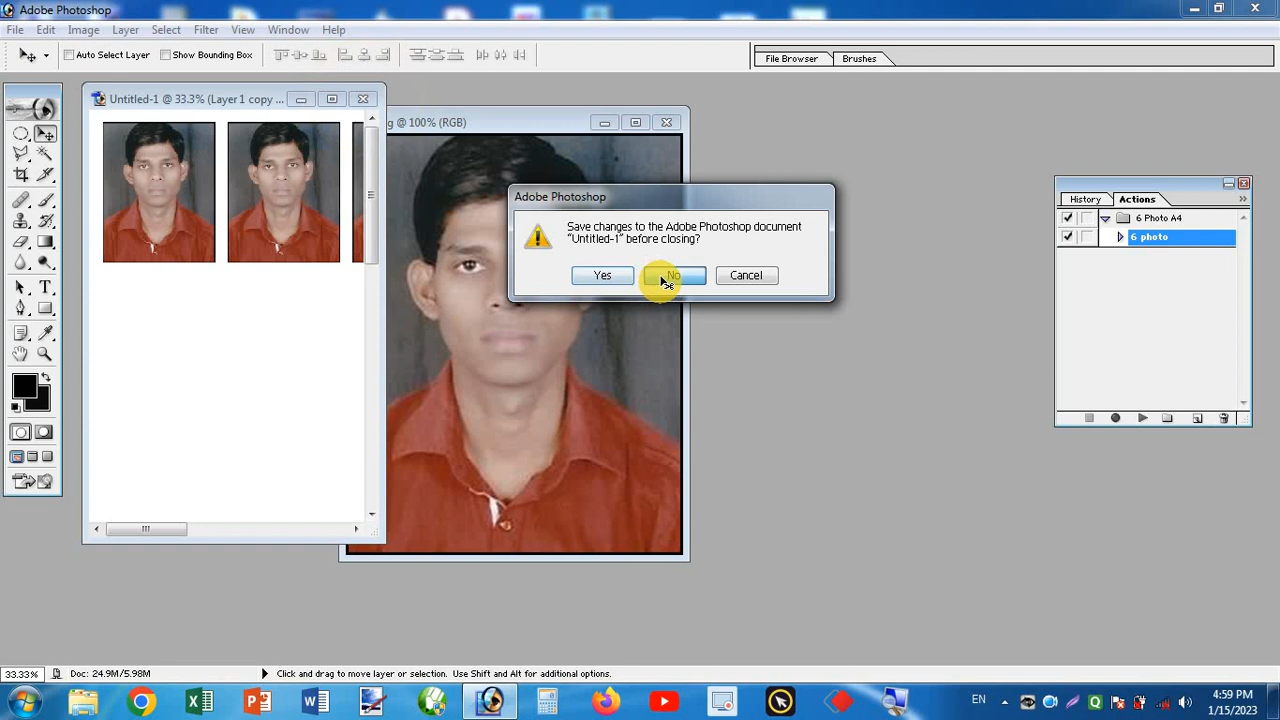 Adobe Photoshop
File Edit Image Layer Select Filter View Window Help
Auto Select Layer Show Bounding Box File Browser Brushes
Untitled-1 @ 33.3% (Layer 1 copy ...
g @ 100% (RGB)
Adobe Photoshop
Save changes to the Adobe Photoshop document
"Untitled-1" before closing?
Yes No Cancel
History Actions
6 Photo A4
6 photo
33.33% Doc: 24.9M/5.98M Click and drag to move layer or selection. Use Shift and Alt for additional options.
EN
4:59 PM
1/15/2023